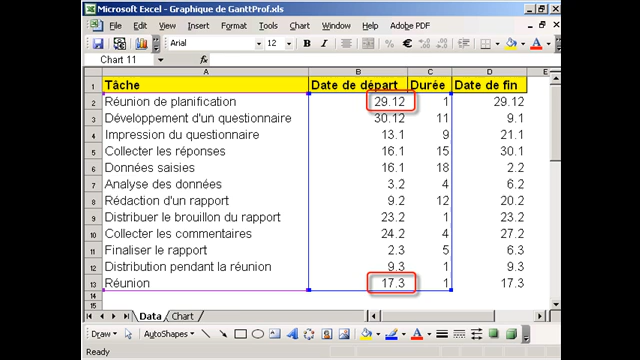 Microsoft Excel - Graphique de GanttProf.xls
File Edit View Insert Format Tools Chart Window Help Adobe PDF
Arial 12 B I U
Chart 11 fx
A B C D E
1 Tâche Date de départ Durée Date de fin
2 Réunion de planification 29.12 1 29.12
3 Développement d'un questionnaire 30.12 11 9.1
4 Impression du questionnaire 13.1 9 21.1
5 Collecter les réponses 16.1 15 30.1
6 Données saisies 16.1 18 2.2
7 Analyse des données 3.2 4 6.2
8 Rédaction d'un rapport 9.2 12 20.2
9 Distribuer le brouillon du rapport 23.2 1 23.2
10 Collecter les commentaires 24.2 4 27.2
11 Finaliser le rapport 2.3 5 6.3
12 Distribution pendant la réunion 9.3 1 9.3
13 Réunion 17.3 1 17.3
14
15
Data Chart
Draw AutoShapes
Ready